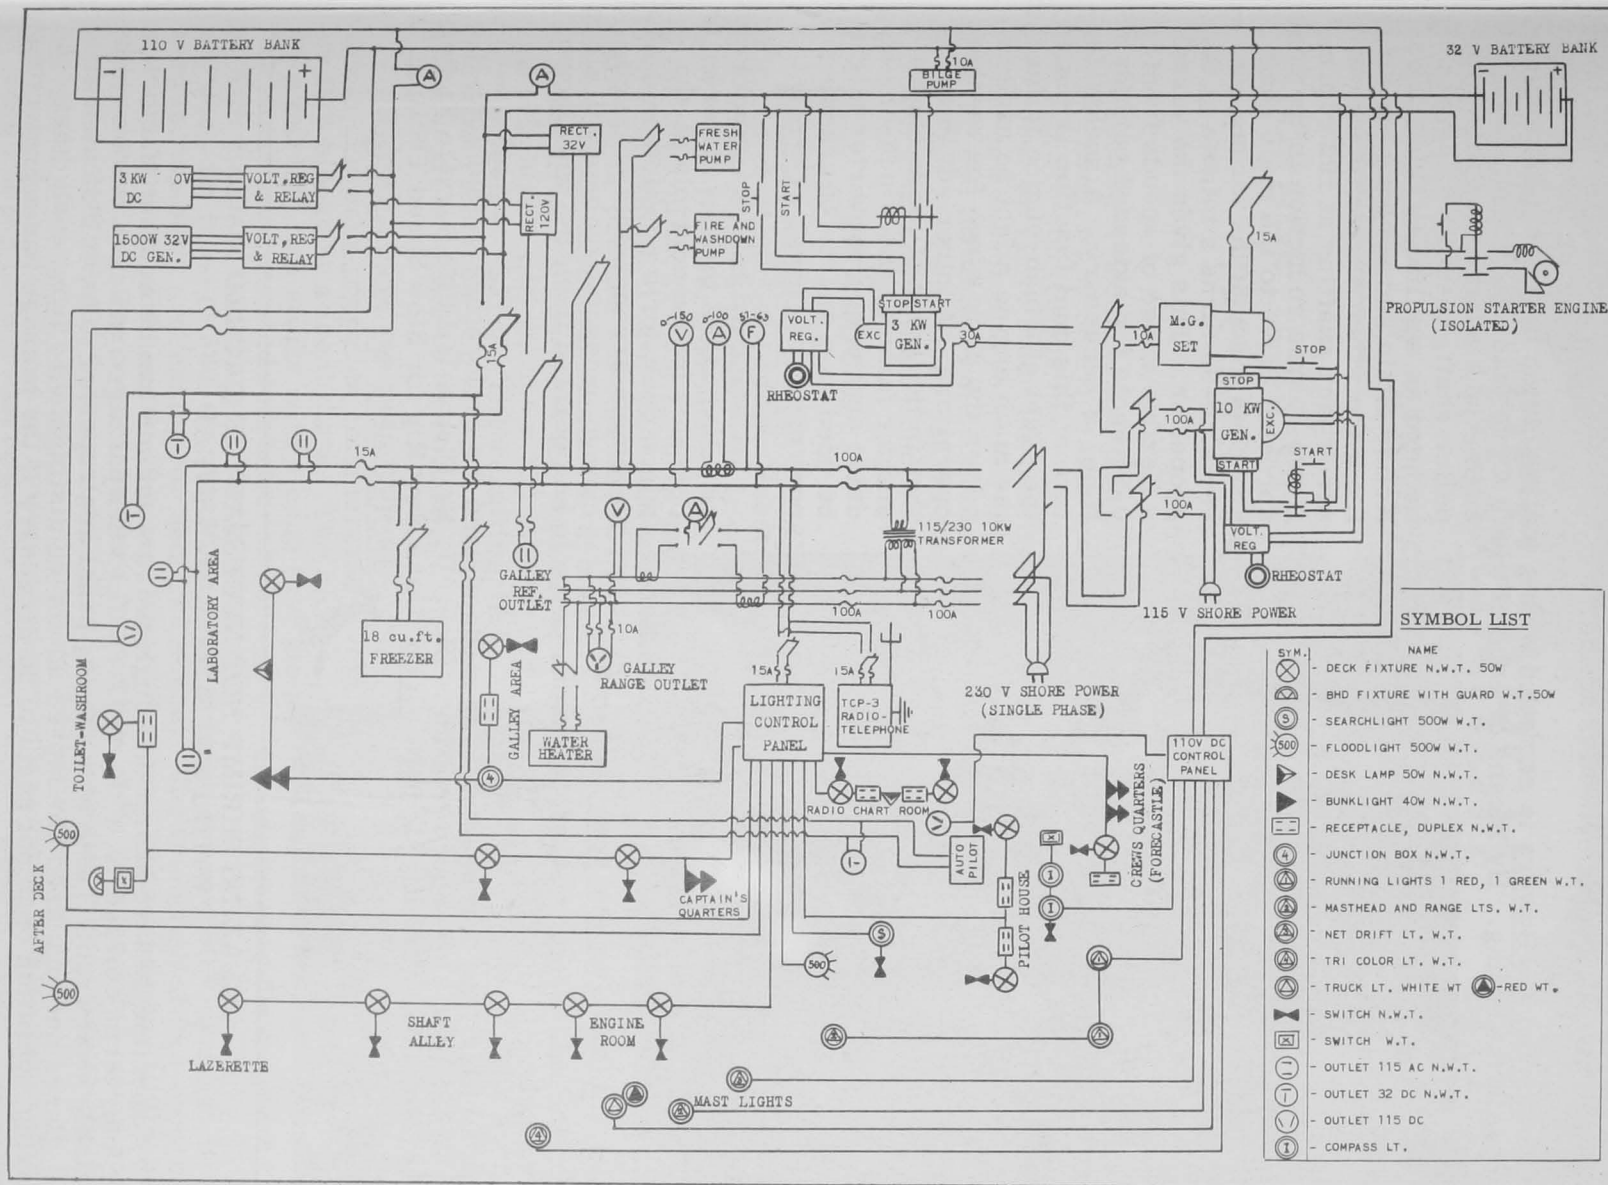 110 V BATTERY BANK
- +
A
A
10A
BILGE
PUMP
32 V BATTERY BANK
- +
3 KW OV
DC
VOLT, REG
& RELAY
1500W 32V
DC GEN.
VOLT, REG
& RELAY
RECT.
32V
RECT.
120V
FRESH
WATER
PUMP
FIRE AND
WASHDOWN
PUMP
STOP
START
15A
PROPULSION STARTER ENGINE
(ISOLATED)
15A
0-150
V
0-100
A
57-63
F
VOLT.
REG.
EXC
STOP START
3 KW
GEN.
30A
RHEOSTAT
10A
M.G.
SET
STOP
STOP
10 KW
GEN.
EXC.
START
START
100A
100A
VOLT.
REG
RHEOSTAT
115 V SHORE POWER
15A
100A
V
A
115/230 10KW
TRANSFORMER
100A
100A
230 V SHORE POWER
(SINGLE PHASE)
LABORATORY AREA
18 cu.ft.
FREEZER
GALLEY
REF.
OUTLET
10A
GALLEY
RANGE OUTLET
WATER
HEATER
GALLEY AREA
4
TOILET-WASHROOM
15A
15A
LIGHTING
CONTROL
PANEL
TCP-3
RADIO-
TELEPHONE
110V DC
CONTROL
PANEL
RADIO CHART ROOM
CREWS QUARTERS
(FORECASTLE)
AUTO
PILOT
PILOT HOUSE
CAPTAIN'S
QUARTERS
AFTER DECK
500
500
500
S
I
I
LAZERETTE
SHAFT
ALLEY
ENGINE
ROOM
MAST LIGHTS
SYMBOL LIST
SYM. NAME
- DECK FIXTURE N.W.T. 50W
- BHD FIXTURE WITH GUARD W.T.50W
S - SEARCHLIGHT 500W W.T.
500 - FLOODLIGHT 500W W.T.
- DESK LAMP 50W N.W.T.
- BUNKLIGHT 40W N.W.T.
- RECEPTACLE, DUPLEX N.W.T.
4 - JUNCTION BOX N.W.T.
- RUNNING LIGHTS 1 RED, 1 GREEN W.T.
- MASTHEAD AND RANGE LTS. W.T.
- NET DRIFT LT. W.T.
- TRI COLOR LT. W.T.
- TRUCK LT. WHITE WT -RED WT.
- SWITCH N.W.T.
- SWITCH W.T.
- OUTLET 115 AC N.W.T.
- OUTLET 32 DC N.W.T.
- OUTLET 115 DC
I - COMPASS LT.